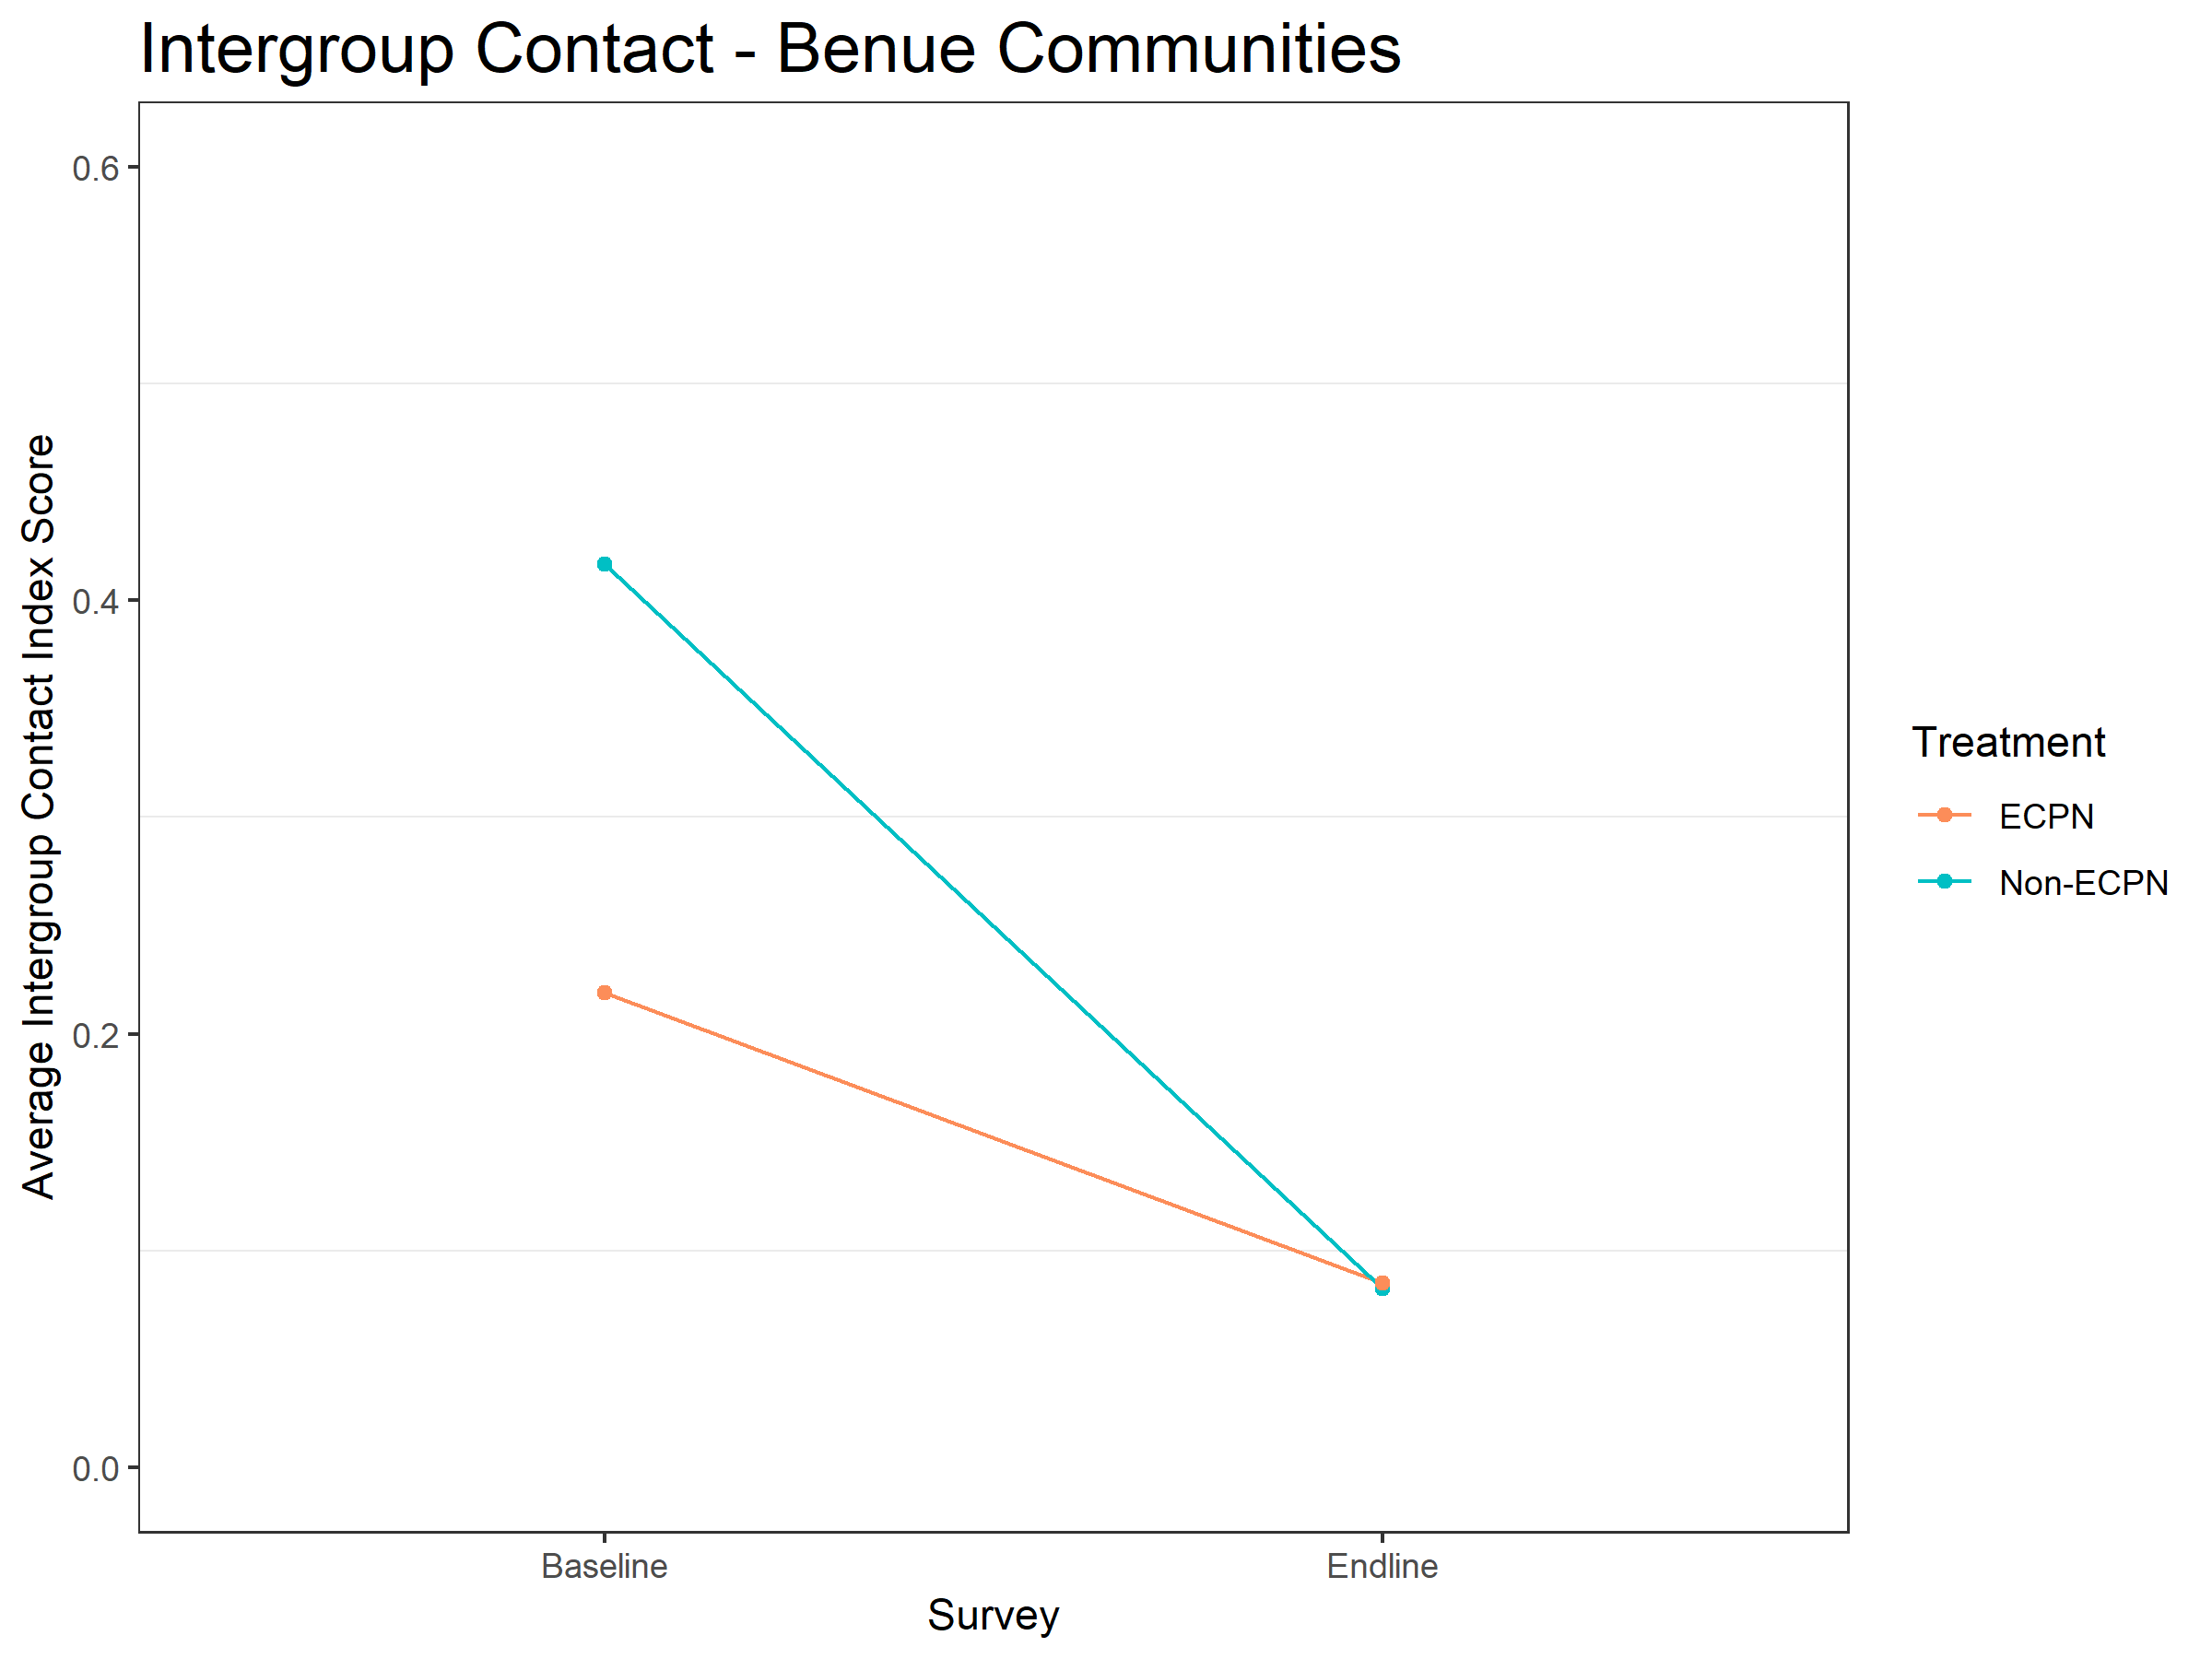 Intergroup Contact - Benue Communities
Average Intergroup Contact Index Score
0.6
0.4
0.2
0.0
Baseline
Endline
Survey
Treatment
ECPN
Non-ECPN